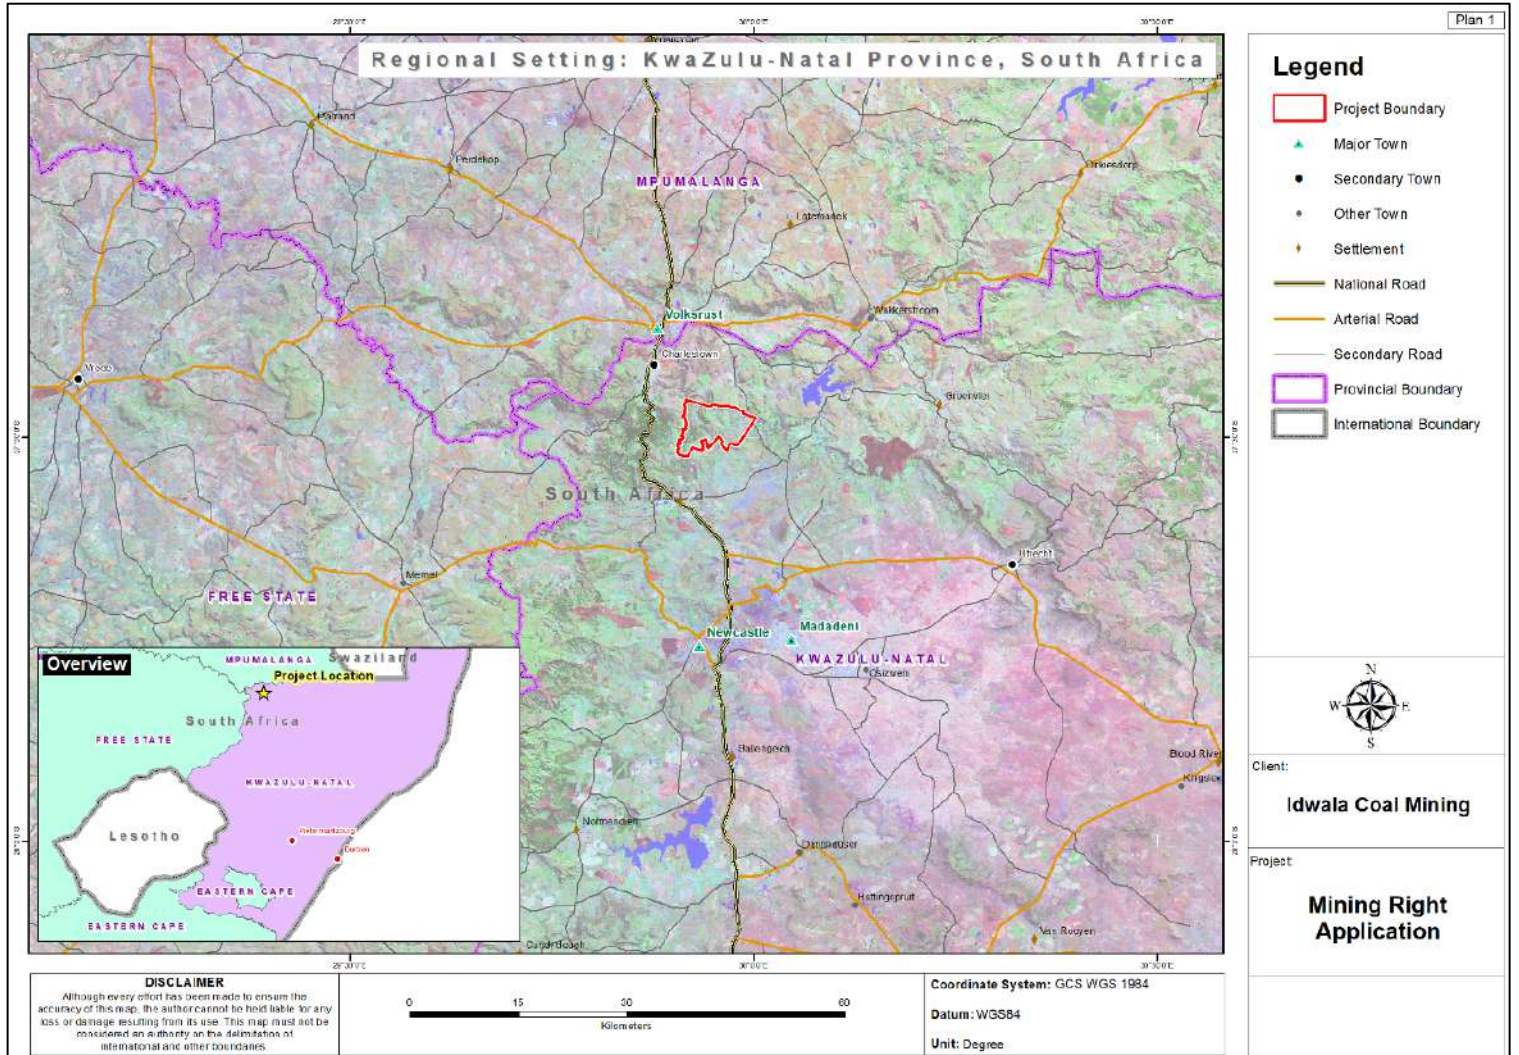 Plan 1
Regional Setting: KwaZulu-Natal Province, South Africa
Platrand
Perdekop
MPUMALANGA
Dirkiesdorp
Volksrust
Wakkerstroom
Charlestown
Vrede
Groenvlei
South Africa
Utrecht
Memel
FREE STATE
Newcastle
Madadeni
KWAZULU-NATAL
Osizweni
Ballengeich
Blood River
Kingsley
Normandien
Dannhauser
Hattingspruit
Van Rooyen
Overview
MPUMALANGA
Swaziland
Project Location
South Africa
FREE STATE
KWAZULU-NATAL
Lesotho
Pietermaritzburg
Durban
EASTERN CAPE
EASTERN CAPE
Legend
Project Boundary
Major Town
Secondary Town
Other Town
Settlement
National Road
Arterial Road
Secondary Road
Provincial Boundary
International Boundary
N
W
E
S
Client:
Idwala Coal Mining
Project:
Mining Right
Application
DISCLAIMER
Although every effort has been made to ensure the
accuracy of this map, the author cannot be held liable for any
loss or damage resulting from its use. This map must not be
considered an authority on the delimitation of
international and other boundaries
0 15 30 60
Kilometers
Coordinate System: GCS WGS 1984
Datum: WGS84
Unit: Degree